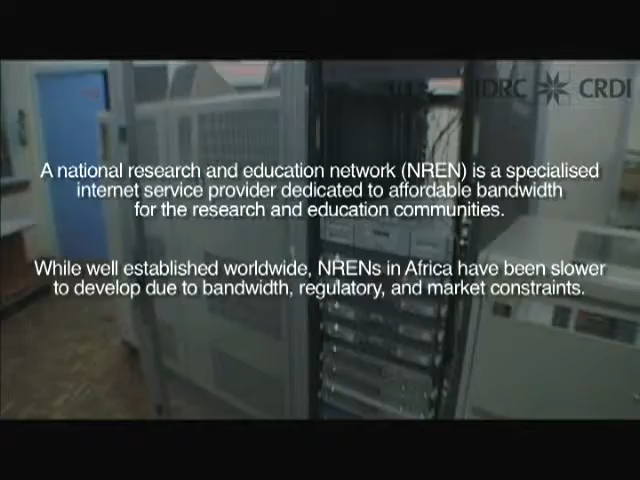 IDRC CRDI
A national research and education network (NREN) is a specialised
internet service provider dedicated to affordable bandwidth
for the research and education communities.
While well established worldwide, NRENs in Africa have been slower
to develop due to bandwidth, regulatory, and market constraints.